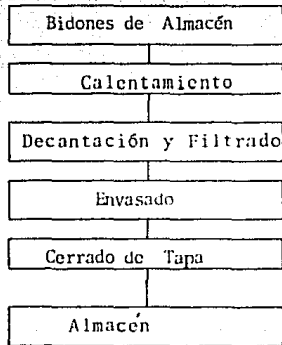 Bidones de Almacén
Calentamiento
Decantación y Filtrado
Envasado
Cerrado de Tapa
Almacén